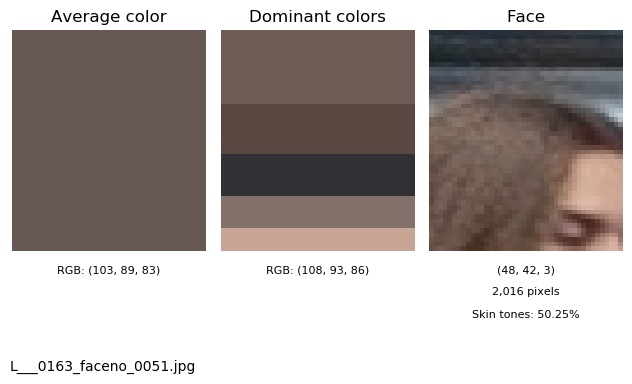 Average color
Dominant colors
Face
RGB: (103, 89, 83)
RGB: (108, 93, 86)
(48, 42, 3)
2,016 pixels
Skin tones: 50.25%
L___0163_faceno_0051.jpg